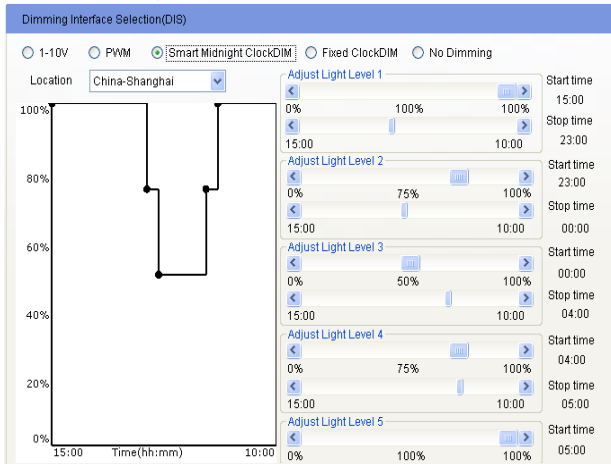 Dimming Interface Selection(DIS)
1-10V PWM Smart Midnight ClockDIM Fixed ClockDIM No Dimming
Location China-Shanghai
100%
80%
60%
40%
20%
0%
15:00 Time(hh:mm) 10:00
Adjust Light Level 1
0% 100% 100%
15:00 10:00
Start time
15:00
Stop time
23:00
Adjust Light Level 2
0% 75% 100%
15:00 10:00
Start time
23:00
Stop time
00:00
Adjust Light Level 3
0% 50% 100%
15:00 10:00
Start time
00:00
Stop time
04:00
Adjust Light Level 4
0% 75% 100%
15:00 10:00
Start time
04:00
Stop time
05:00
Adjust Light Level 5
0% 100% 100%
Start time
05:00